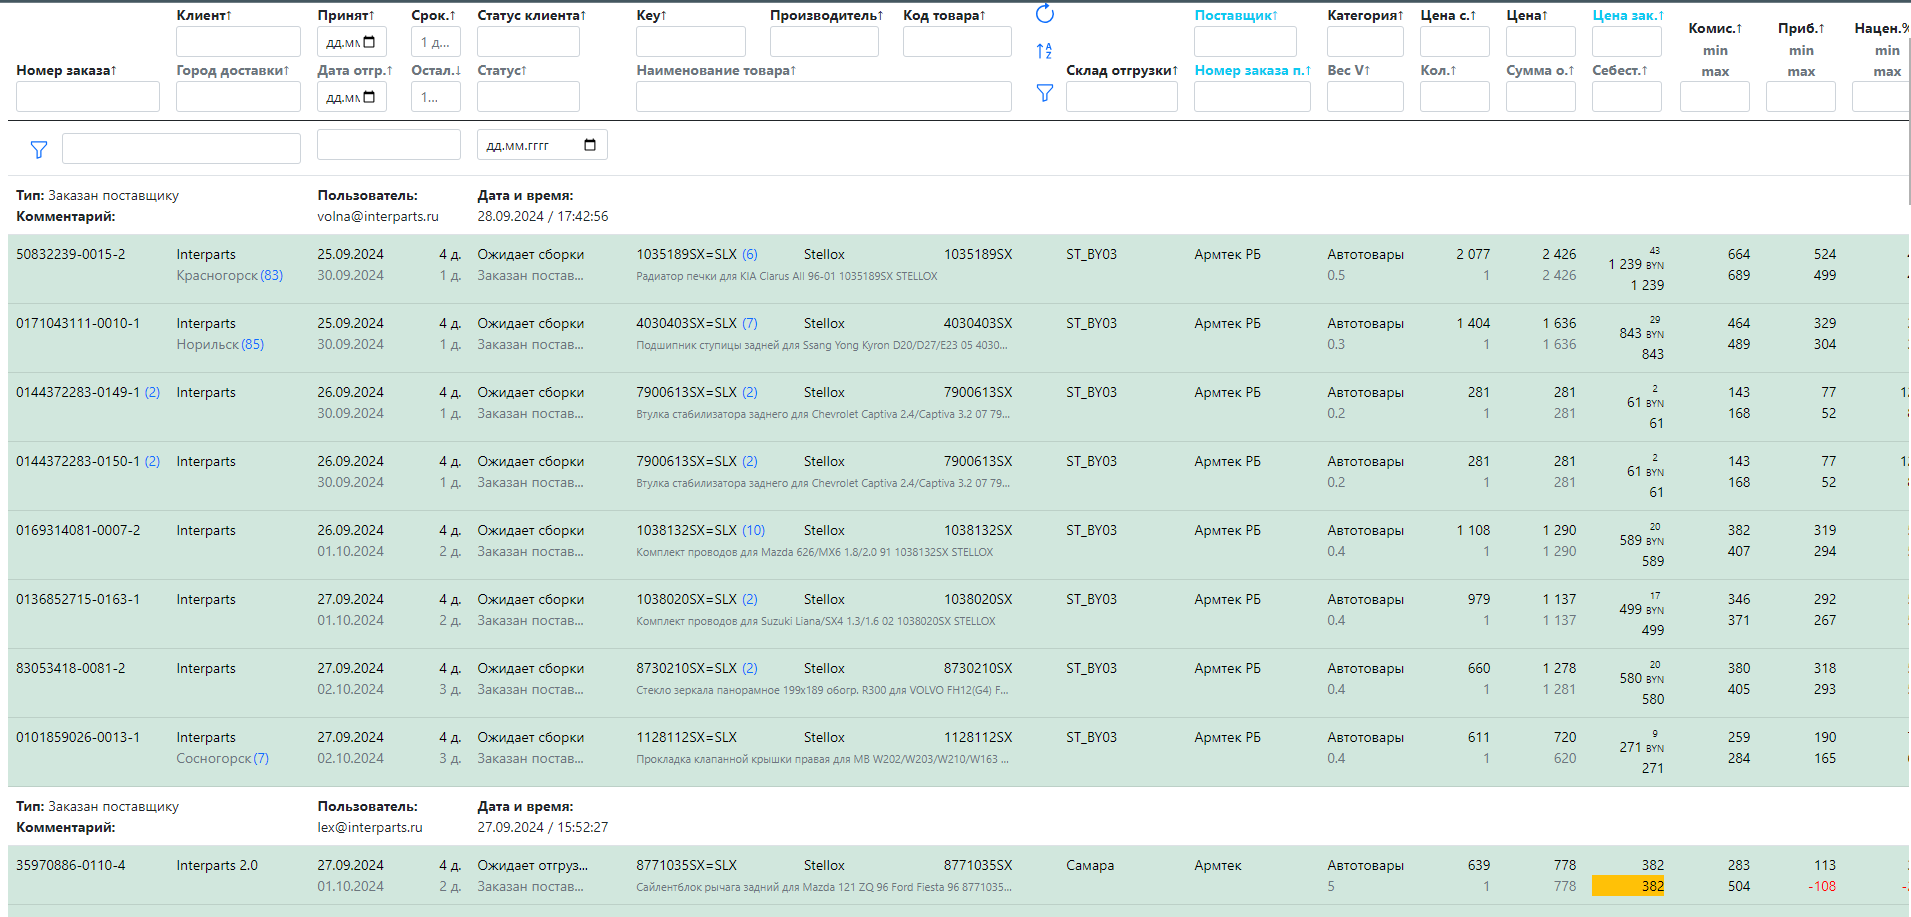 Клиент↑ Принят↑ Срок.↑ Статус клиента↑ Key↑ Производитель↑ Код товара↑ Поставщик↑ Категория↑ Цена с.↑ Цена↑ Цена зак.↑
Комис.↑ Приб.↑ Нацен.%
дд.мм 1 д...
min min min
Номер заказа↑ Город доставки↑ Дата отгр.↑ Остал.↓ Статус↑ Наименование товара↑ Склад отгрузки↑ Номер заказа п.↑ Вес V↑ Кол.↑ Сумма о.↑ Себест.↑
max max max
дд.мм 1...
дд.мм.гггг
Тип: Заказан поставщику Пользователь: Дата и время:
Комментарий: volna@interparts.ru 28.09.2024 / 17:42:56
50832239-0015-2 Interparts 25.09.2024 4 д. Ожидает сборки 1035189SX=SLX (6) Stellox 1035189SX ST_BY03 Армтек РБ Автотовары 2 077 2 426 43 664 524
1 239 BYN
Красногорск (83) 30.09.2024 1 д. Заказан постав... Радиатор печки для KIA Clarus All 96-01 1035189SX STELLOX 0.5 1 2 426 1 239 689 499
0171043111-0010-1 Interparts 25.09.2024 4 д. Ожидает сборки 4030403SX=SLX (7) Stellox 4030403SX ST_BY03 Армтек РБ Автотовары 1 404 1 636 29 464 329
843 BYN
Норильск (85) 30.09.2024 1 д. Заказан постав... Подшипник ступицы задней для Ssang Yong Kyron D20/D27/E23 05 4030... 0.3 1 1 636 843 489 304
0144372283-0149-1 (2) Interparts 26.09.2024 4 д. Ожидает сборки 7900613SX=SLX (2) Stellox 7900613SX ST_BY03 Армтек РБ Автотовары 281 281 2 143 77
61 BYN
30.09.2024 1 д. Заказан постав... Втулка стабилизатора заднего для Chevrolet Captiva 2.4/Captiva 3.2 07 79... 0.2 1 281 61 168 52
0144372283-0150-1 (2) Interparts 26.09.2024 4 д. Ожидает сборки 7900613SX=SLX (2) Stellox 7900613SX ST_BY03 Армтек РБ Автотовары 281 281 2 143 77
61 BYN
30.09.2024 1 д. Заказан постав... Втулка стабилизатора заднего для Chevrolet Captiva 2.4/Captiva 3.2 07 79... 0.2 1 281 61 168 52
0169314081-0007-2 Interparts 26.09.2024 4 д. Ожидает сборки 1038132SX=SLX (10) Stellox 1038132SX ST_BY03 Армтек РБ Автотовары 1 108 1 290 20 382 319
589 BYN
01.10.2024 2 д. Заказан постав... Комплект проводов для Mazda 626/MX6 1.8/2.0 91 1038132SX STELLOX 0.4 1 1 290 589 407 294
0136852715-0163-1 Interparts 27.09.2024 4 д. Ожидает сборки 1038020SX=SLX (2) Stellox 1038020SX ST_BY03 Армтек РБ Автотовары 979 1 137 17 346 292
499 BYN
01.10.2024 2 д. Заказан постав... Комплект проводов для Suzuki Liana/SX4 1.3/1.6 02 1038020SX STELLOX 0.4 1 1 137 499 371 267
83053418-0081-2 Interparts 27.09.2024 4 д. Ожидает сборки 8730210SX=SLX (2) Stellox 8730210SX ST_BY03 Армтек РБ Автотовары 660 1 278 20 380 318
580 BYN
02.10.2024 3 д. Заказан постав... Стекло зеркала панорамное 199x189 обогр. R300 для VOLVO FH12(G4) F... 0.4 1 1 281 580 405 293
0101859026-0013-1 Interparts 27.09.2024 4 д. Ожидает сборки 1128112SX=SLX Stellox 1128112SX ST_BY03 Армтек РБ Автотовары 611 720 9 259 190
271 BYN
Сосногорск (7) 02.10.2024 3 д. Заказан постав... Прокладка клапанной крышки правая для MB W202/W203/W210/W163 ... 0.4 1 620 271 284 165
Тип: Заказан поставщику Пользователь: Дата и время:
Комментарий: lex@interparts.ru 27.09.2024 / 15:52:27
35970886-0110-4 Interparts 2.0 27.09.2024 4 д. Ожидает отгруз... 8771035SX=SLX Stellox 8771035SX Самара Армтек Автотовары 639 778 382 283 113
01.10.2024 2 д. Заказан постав... Сайлентблок рычага задний для Mazda 121 ZQ 96 Ford Fiesta 96 8771035... 5 1 778 382 504 -108